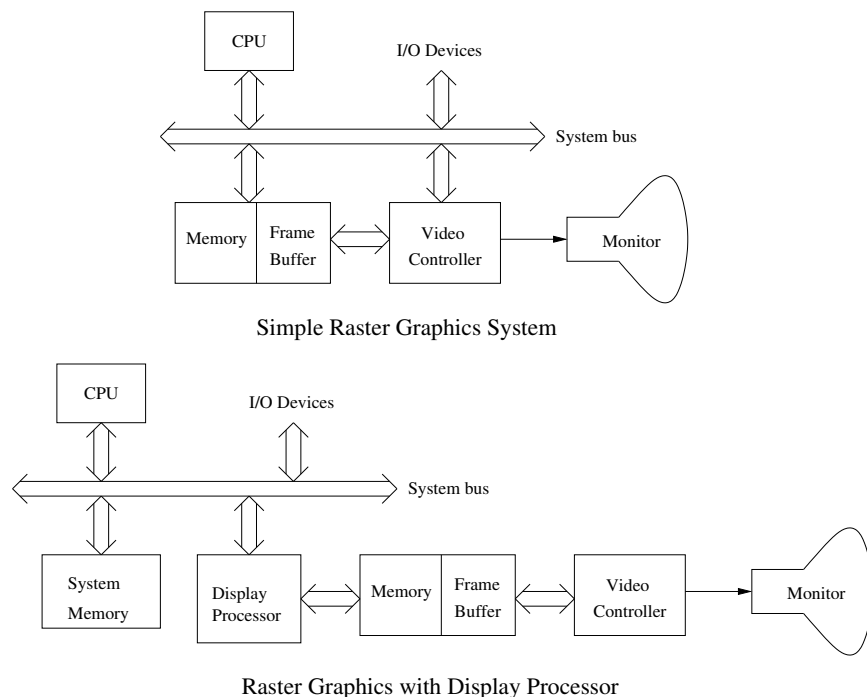 CPU
I/O Devices
System bus
Memory
Frame
Buffer
Video
Controller
Monitor
Simple Raster Graphics System
CPU
I/O Devices
System bus
System
Memory
Display
Processor
Memory
Frame
Buffer
Video
Controller
Monitor
Raster Graphics with Display Processor